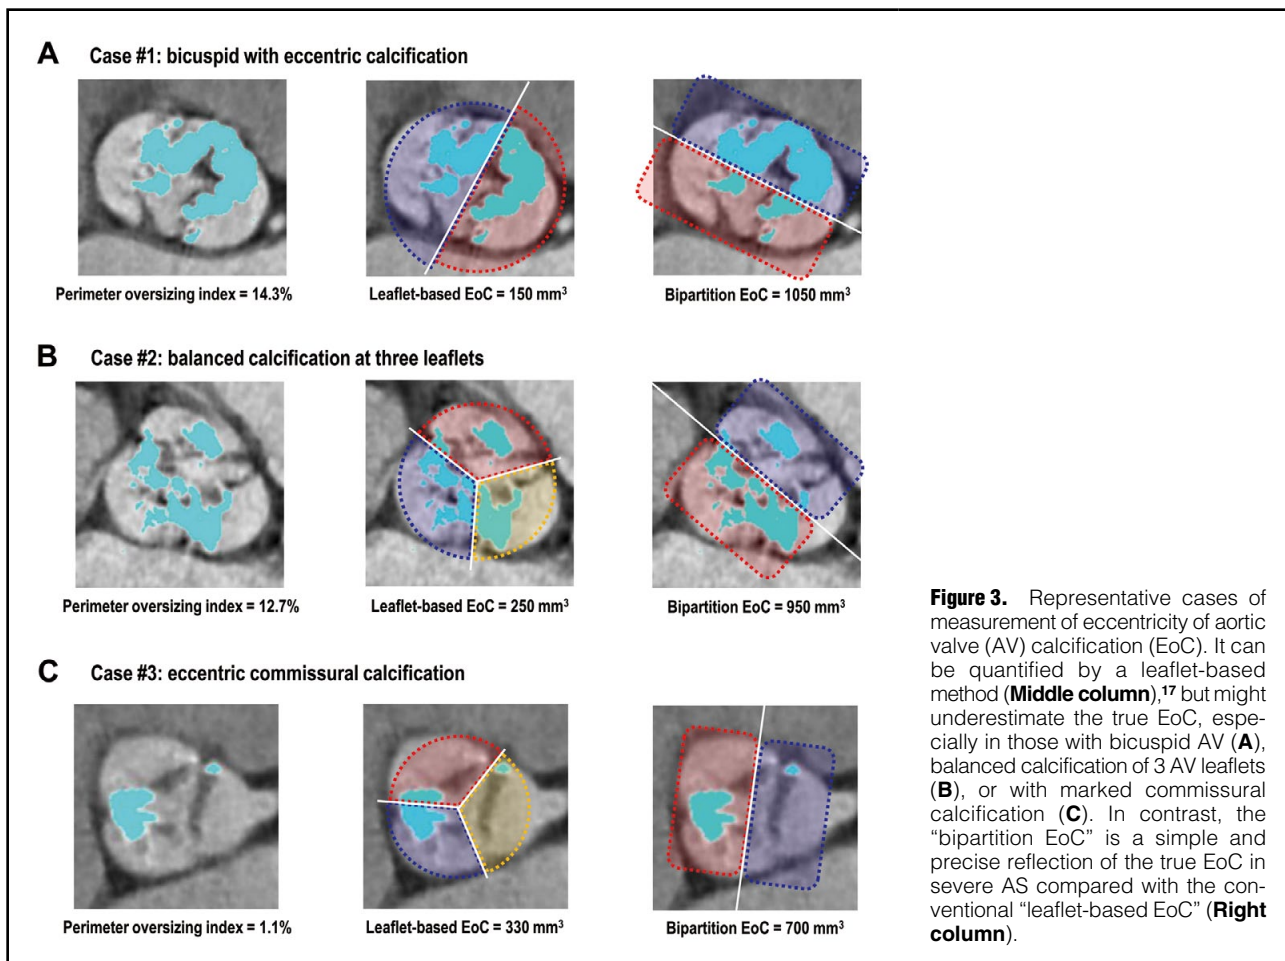 A Case #1: bicuspid with eccentric calcification
Perimeter oversizing index = 14.3%
Leaflet-based EoC = 150 mm³
Bipartition EoC = 1050 mm³
B Case #2: balanced calcification at three leaflets
Perimeter oversizing index = 12.7%
Leaflet-based EoC = 250 mm³
Bipartition EoC = 950 mm³
C Case #3: eccentric commissural calcification
Perimeter oversizing index = 1.1%
Leaflet-based EoC = 330 mm³
Bipartition EoC = 700 mm³
Figure 3. Representative cases of
measurement of eccentricity of aortic
valve (AV) calcification (EoC). It can
be quantified by a leaflet-based
method (Middle column),¹⁷ but might
underestimate the true EoC, espe-
cially in those with bicuspid AV (A),
balanced calcification of 3 AV leaflets
(B), or with marked commissural
calcification (C). In contrast, the
“bipartition EoC” is a simple and
precise reflection of the true EoC in
severe AS compared with the con-
ventional “leaflet-based EoC” (Right
column).